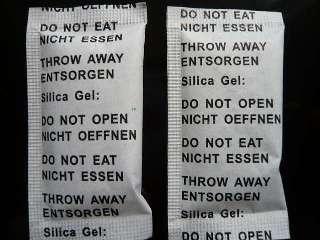 NICHT OEFFNEN
DO NOT EAT
NICHT ESSEN
THROW AWAY
ENTSORGEN
Silica Gel:
DO NOT OPEN
NICHT OEFFNEN
DO NOT EAT
NICHT ESSEN
THROW AWAY
ENTSORGEN
Silica Gel:
DO NOT EAT
NICHT ESSEN
THROW AWAY
ENTSORGEN
Silica Gel:
DO NOT OPEN
NICHT OEFFNEN
DO NOT EAT
NICHT ESSEN
THROW AWAY
ENTSORGEN
Silica Gel:
DO NOT OPEN